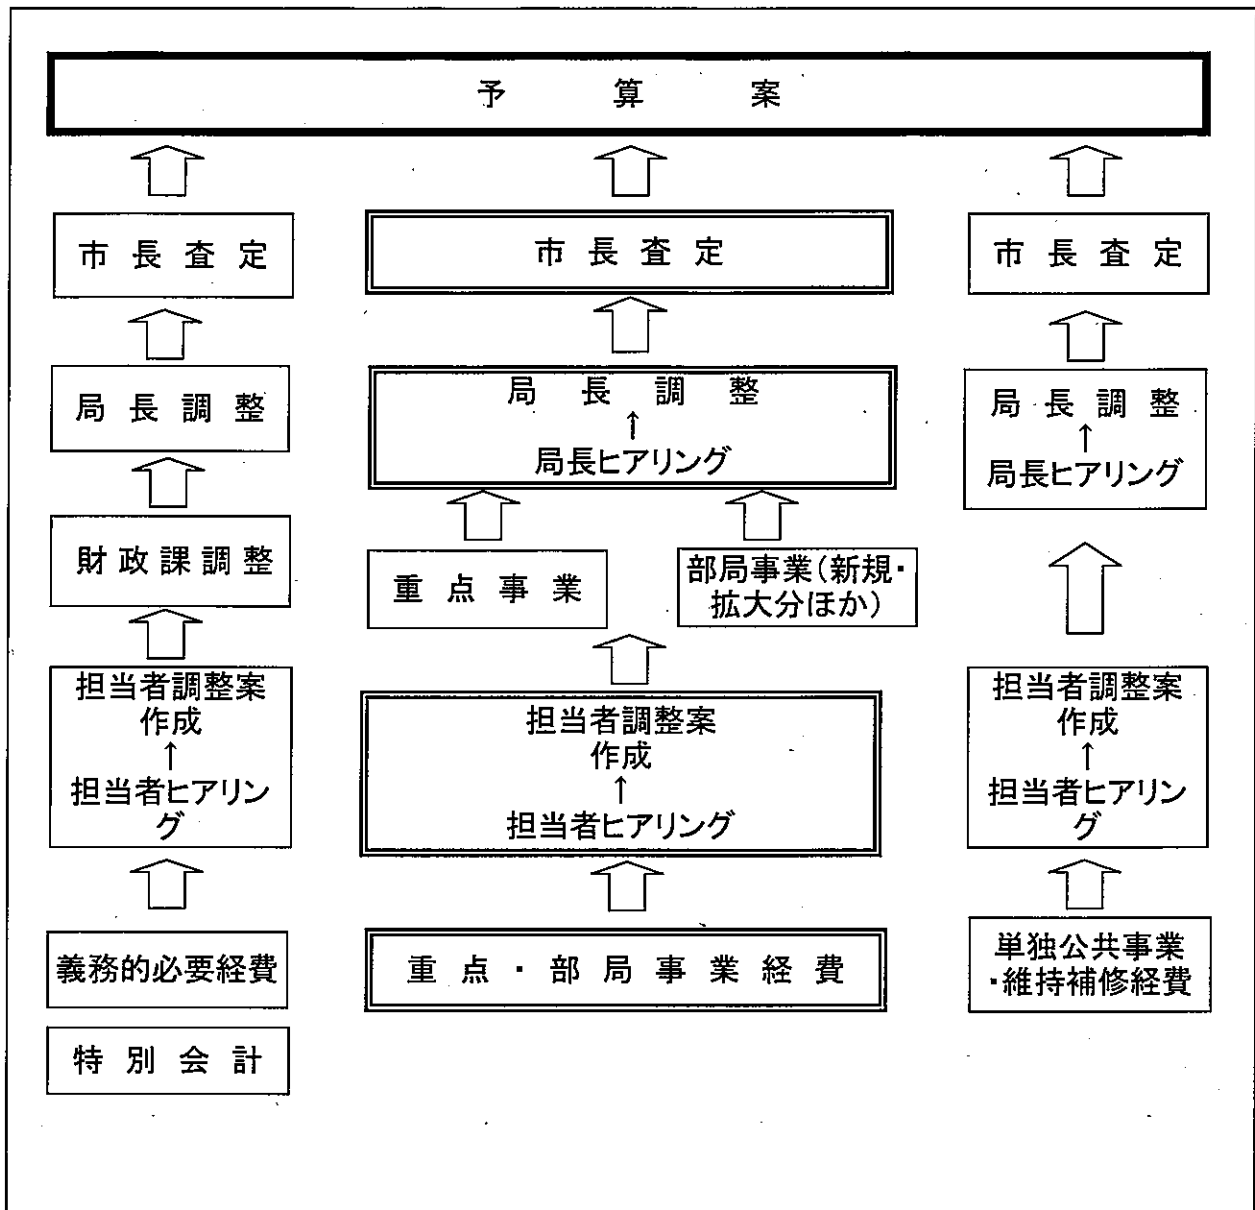 予算案
市長査定
市長査定
市長査定
局長調整
局長調整
↑
局長ヒアリング
局長調整
↑
局長ヒアリング
財政課調整
重点事業
部局事業(新規・
拡大分ほか)
担当者調整案
作成
↑
担当者ヒアリン
グ
担当者調整案
作成
↑
担当者ヒアリング
担当者調整案
作成
↑
担当者ヒアリン
グ
義務的必要経費
重点・部局事業経費
単独公共事業
・維持補修経費
特別会計